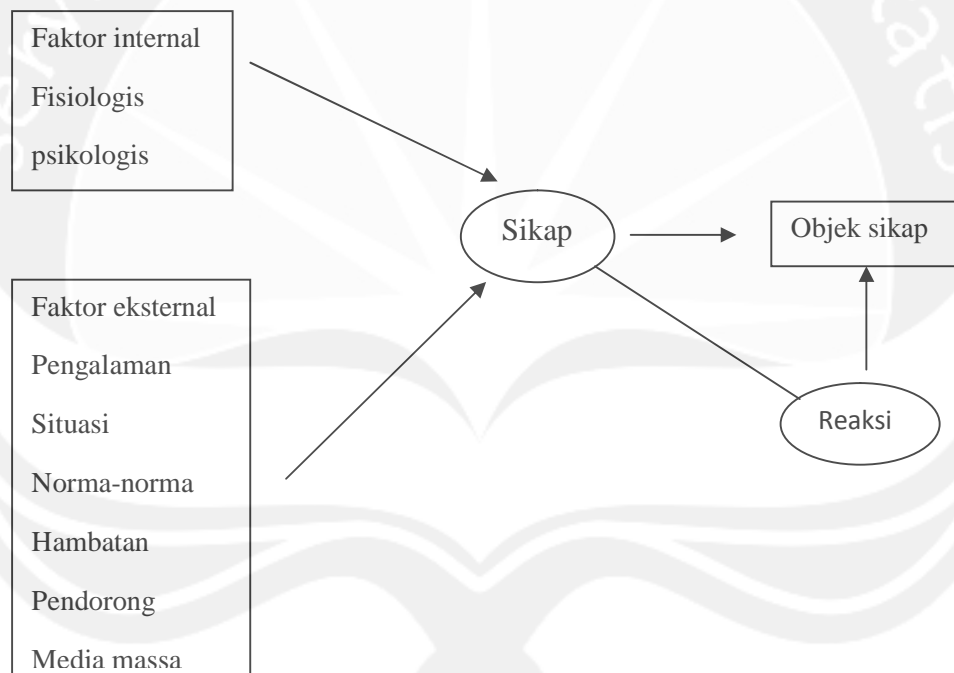 Faktor internal
Fisiologis
psikologis
Sikap
Objek sikap
Faktor eksternal
Pengalaman
Situasi
Norma-norma
Hambatan
Pendorong
Media massa
Reaksi